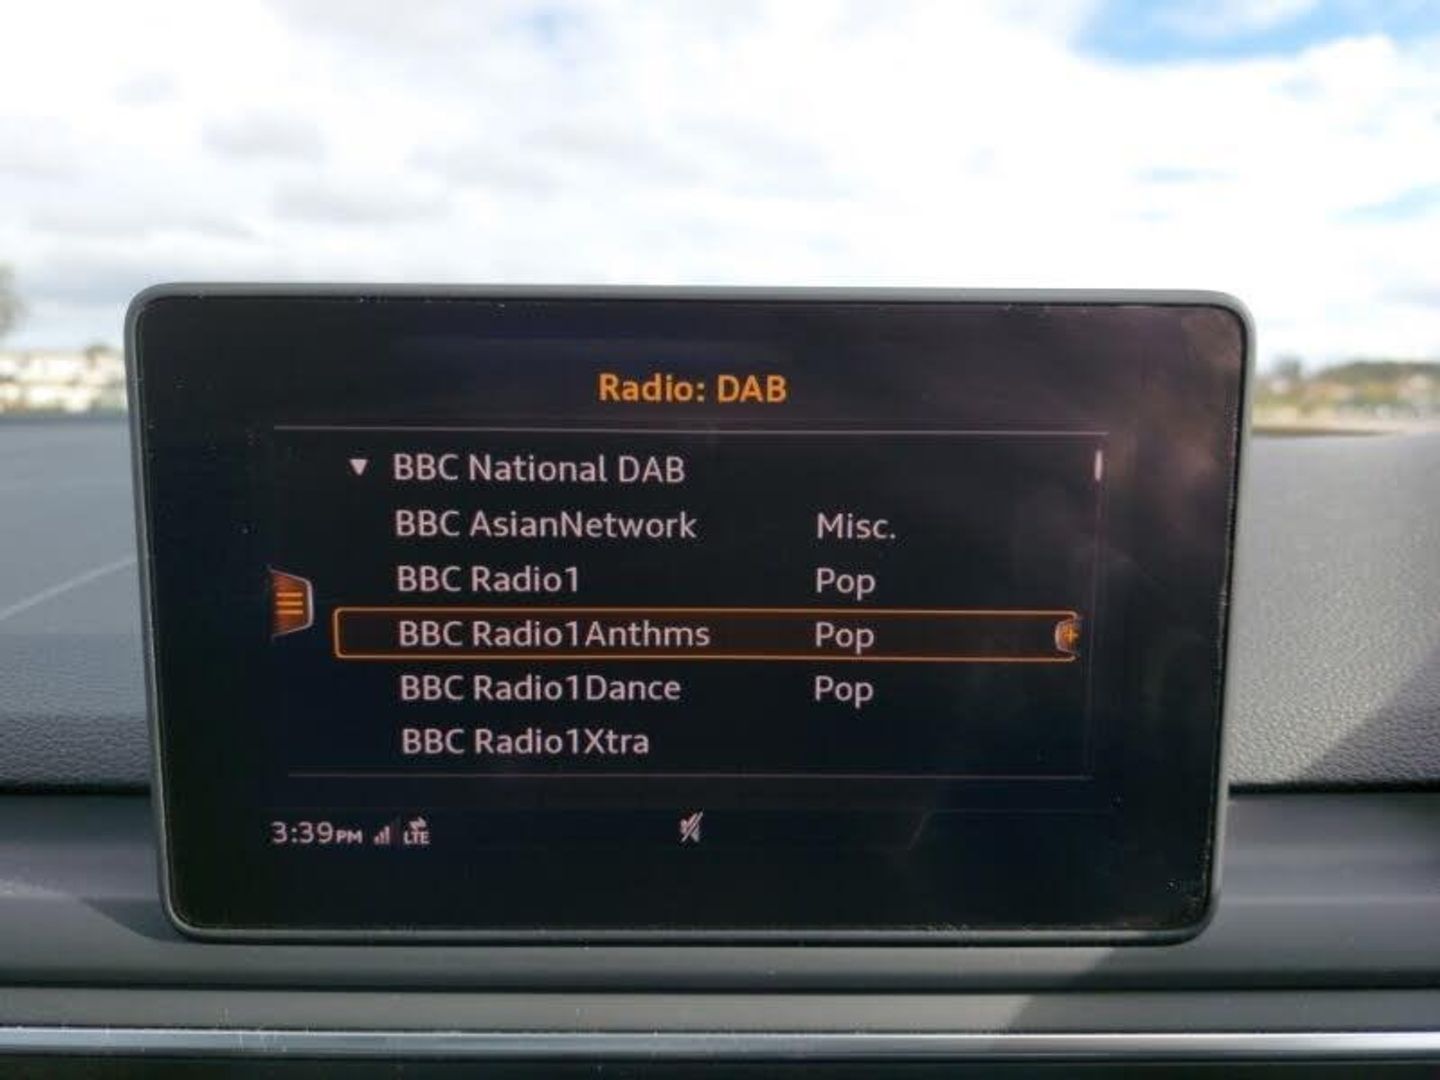 Radio: DAB
BBC National DAB
BBC AsianNetwork Misc.
BBC Radio1 Pop
BBC Radio1Anthms Pop
BBC Radio1Dance Pop
BBC Radio1Xtra
3:39PM LTE